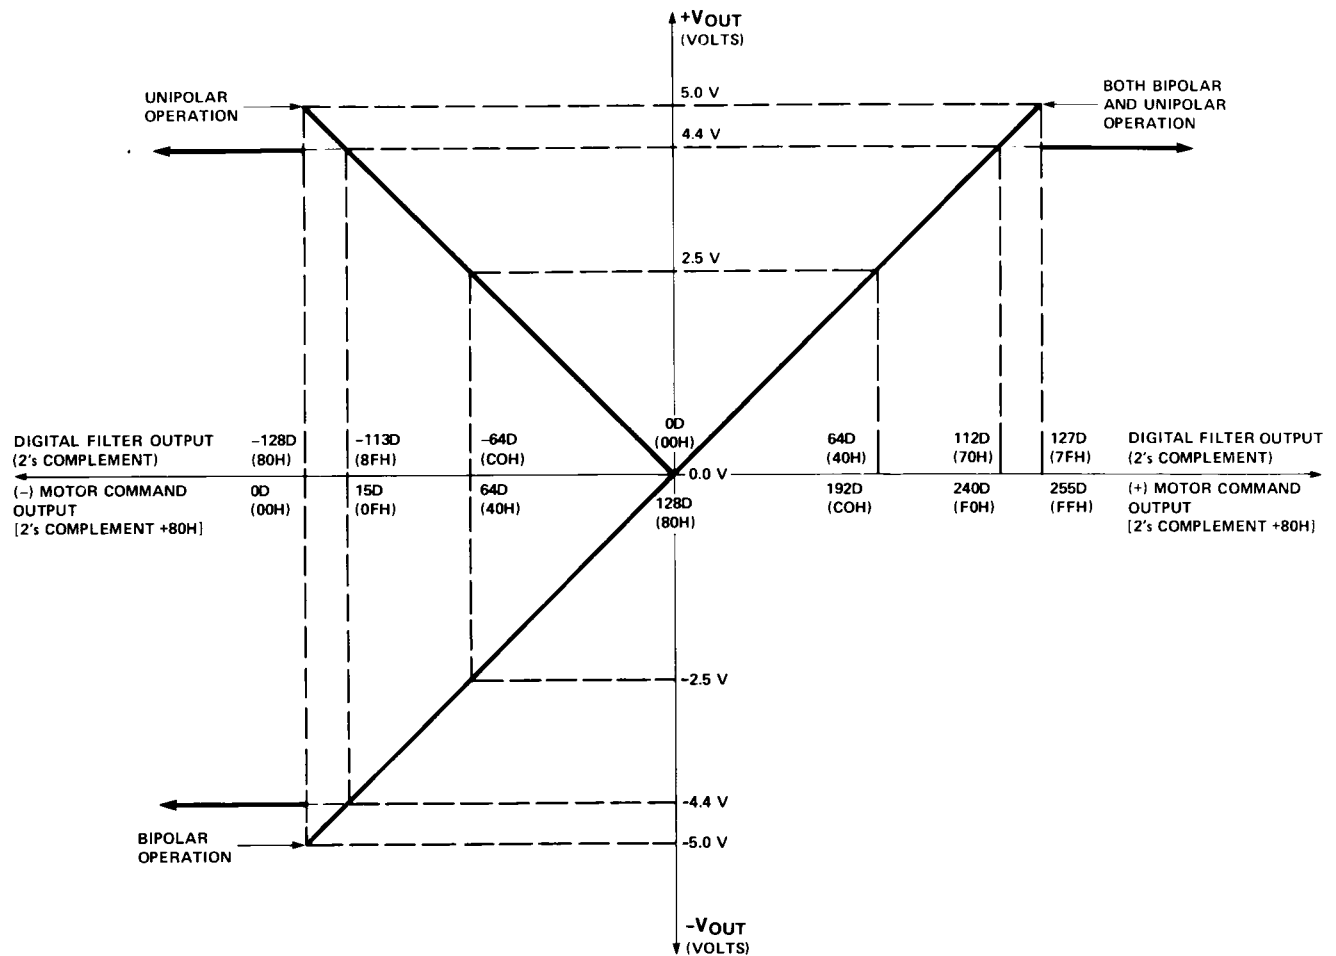 +VOUT
(VOLTS)
UNIPOLAR
OPERATION
5.0 V
BOTH BIPOLAR
AND UNIPOLAR
OPERATION
4.4 V
2.5 V
0D
(00H)
DIGITAL FILTER OUTPUT
(2's COMPLEMENT)
-128D
(80H)
-113D
(8FH)
-64D
(COH)
64D
(40H)
112D
(70H)
127D
(7FH)
DIGITAL FILTER OUTPUT
(2's COMPLEMENT)
0.0 V
(-) MOTOR COMMAND
OUTPUT
[2's COMPLEMENT +80H]
0D
(00H)
15D
(0FH)
64D
(40H)
128D
(80H)
192D
(COH)
240D
(F0H)
255D
(FFH)
(+) MOTOR COMMAND
OUTPUT
[2's COMPLEMENT +80H]
-2.5 V
-4.4 V
-5.0 V
BIPOLAR
OPERATION
-VOUT
(VOLTS)